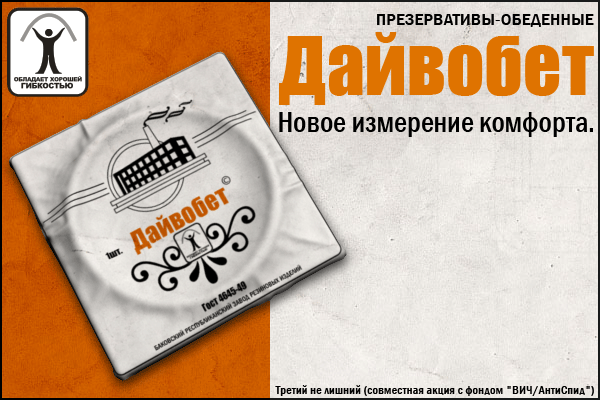 ОБЛАДАЕТ ХОРОШЕЙ
ГИБКОСТЬЮ
ПРЕЗЕРВАТИВЫ-ОБЕДЕННЫЕ
Дайвобет
Новое измерение комфорта.
1шт. Дайвобет ©
Гост 4645-49
БАКОВСКИЙ РЕСПУБЛИКАНСКИЙ ЗАВОД РЕЗИНОВЫХ ИЗДЕЛИЙ
Третий не лишний (совместная акция с фондом "ВИЧ/АнтиСпид")